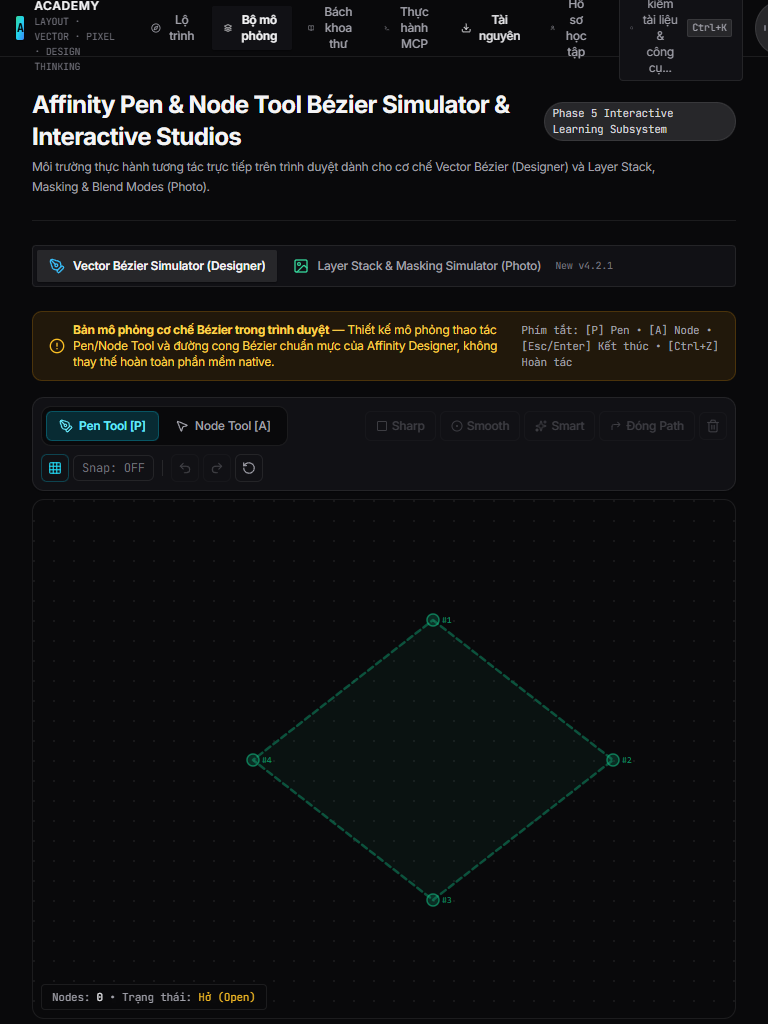 ACADEMY
LAYOUT ·
VECTOR · PIXEL
· DESIGN
THINKING
A
Lộ
trình
Bộ mô
phỏng
Bách
khoa
thư
Thực
hành
MCP
Tài
nguyên
Hồ
sơ
học
tập
kiếm
tài liệu
&
công
cụ...
Ctrl+K
Affinity Pen & Node Tool Bézier Simulator &
Interactive Studios
Phase 5 Interactive
Learning Subsystem
Môi trường thực hành tương tác trực tiếp trên trình duyệt dành cho cơ chế Vector Bézier (Designer) và Layer Stack,
Masking & Blend Modes (Photo).
Vector Bézier Simulator (Designer)
Layer Stack & Masking Simulator (Photo)
New v4.2.1
Bản mô phỏng cơ chế Bézier trong trình duyệt — Thiết kế mô phỏng thao tác
Pen/Node Tool và đường cong Bézier chuẩn mực của Affinity Designer, không
thay thế hoàn toàn phần mềm native.
Phím tắt: [P] Pen • [A] Node •
[Esc/Enter] Kết thúc • [Ctrl+Z]
Hoàn tác
Pen Tool [P]
Node Tool [A]
Sharp
Smooth
Smart
Đóng Path
Snap: OFF
#1
#4
#2
#3
Nodes: 0 • Trạng thái: Hở (Open)